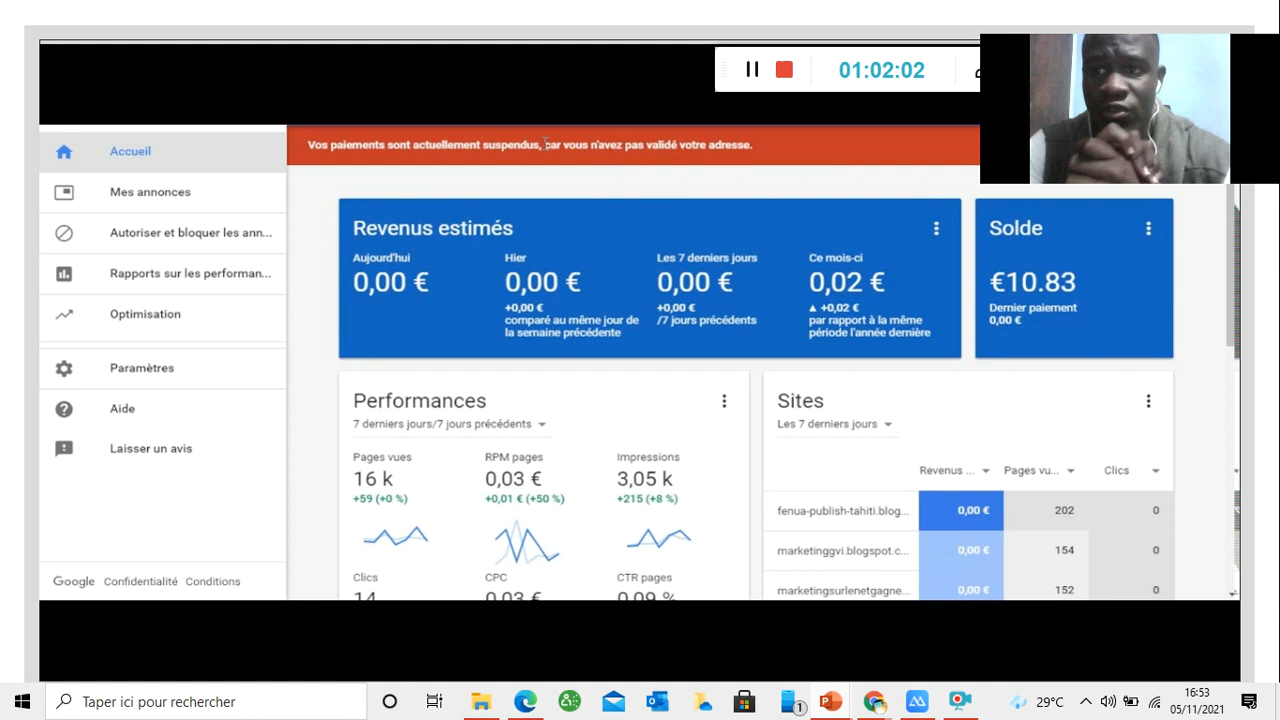 01:02:02
Accueil
Mes annonces
Autoriser et bloquer les ann...
Rapports sur les performan...
Optimisation
Paramètres
Aide
Laisser un avis
Google Confidentialité Conditions
Vos paiements sont actuellement suspendus, car vous n'avez pas validé votre adresse.
Revenus estimés
Aujourd'hui
0,00 €
Hier
0,00 €
+0,00 €
comparé au même jour de
la semaine précédente
Les 7 derniers jours
0,00 €
+0,00 €
/7 jours précédents
Ce mois-ci
0,02 €
▲ +0,02 €
par rapport à la même
période l'année dernière
Solde
€10.83
Dernier paiement
0,00 €
Performances
7 derniers jours/7 jours précédents
Pages vues
16 k
+59 (+0 %)
RPM pages
0,03 €
+0,01 € (+50 %)
Impressions
3,05 k
+215 (+8 %)
Clics
14
CPC
0,03 €
CTR pages
0,09 %
Sites
Les 7 derniers jours
Revenus ... Pages vu... Clics
fenua-publish-tahiti.blog... 0,00 € 202 0
marketinggvi.blogspot.c... 0,00 € 154 0
marketingsurlenetgagne... 0,00 € 152 0
Taper ici pour rechercher
1
29°C
16:53
05/11/2021